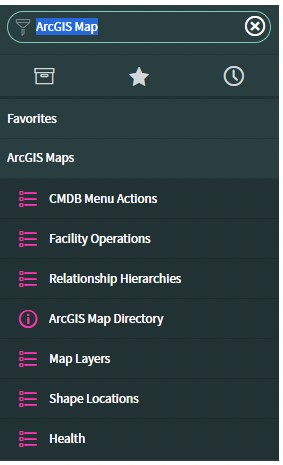 ArcGIS Map
Favorites
ArcGIS Maps
CMDB Menu Actions
Facility Operations
Relationship Hierarchies
ArcGIS Map Directory
Map Layers
Shape Locations
Health